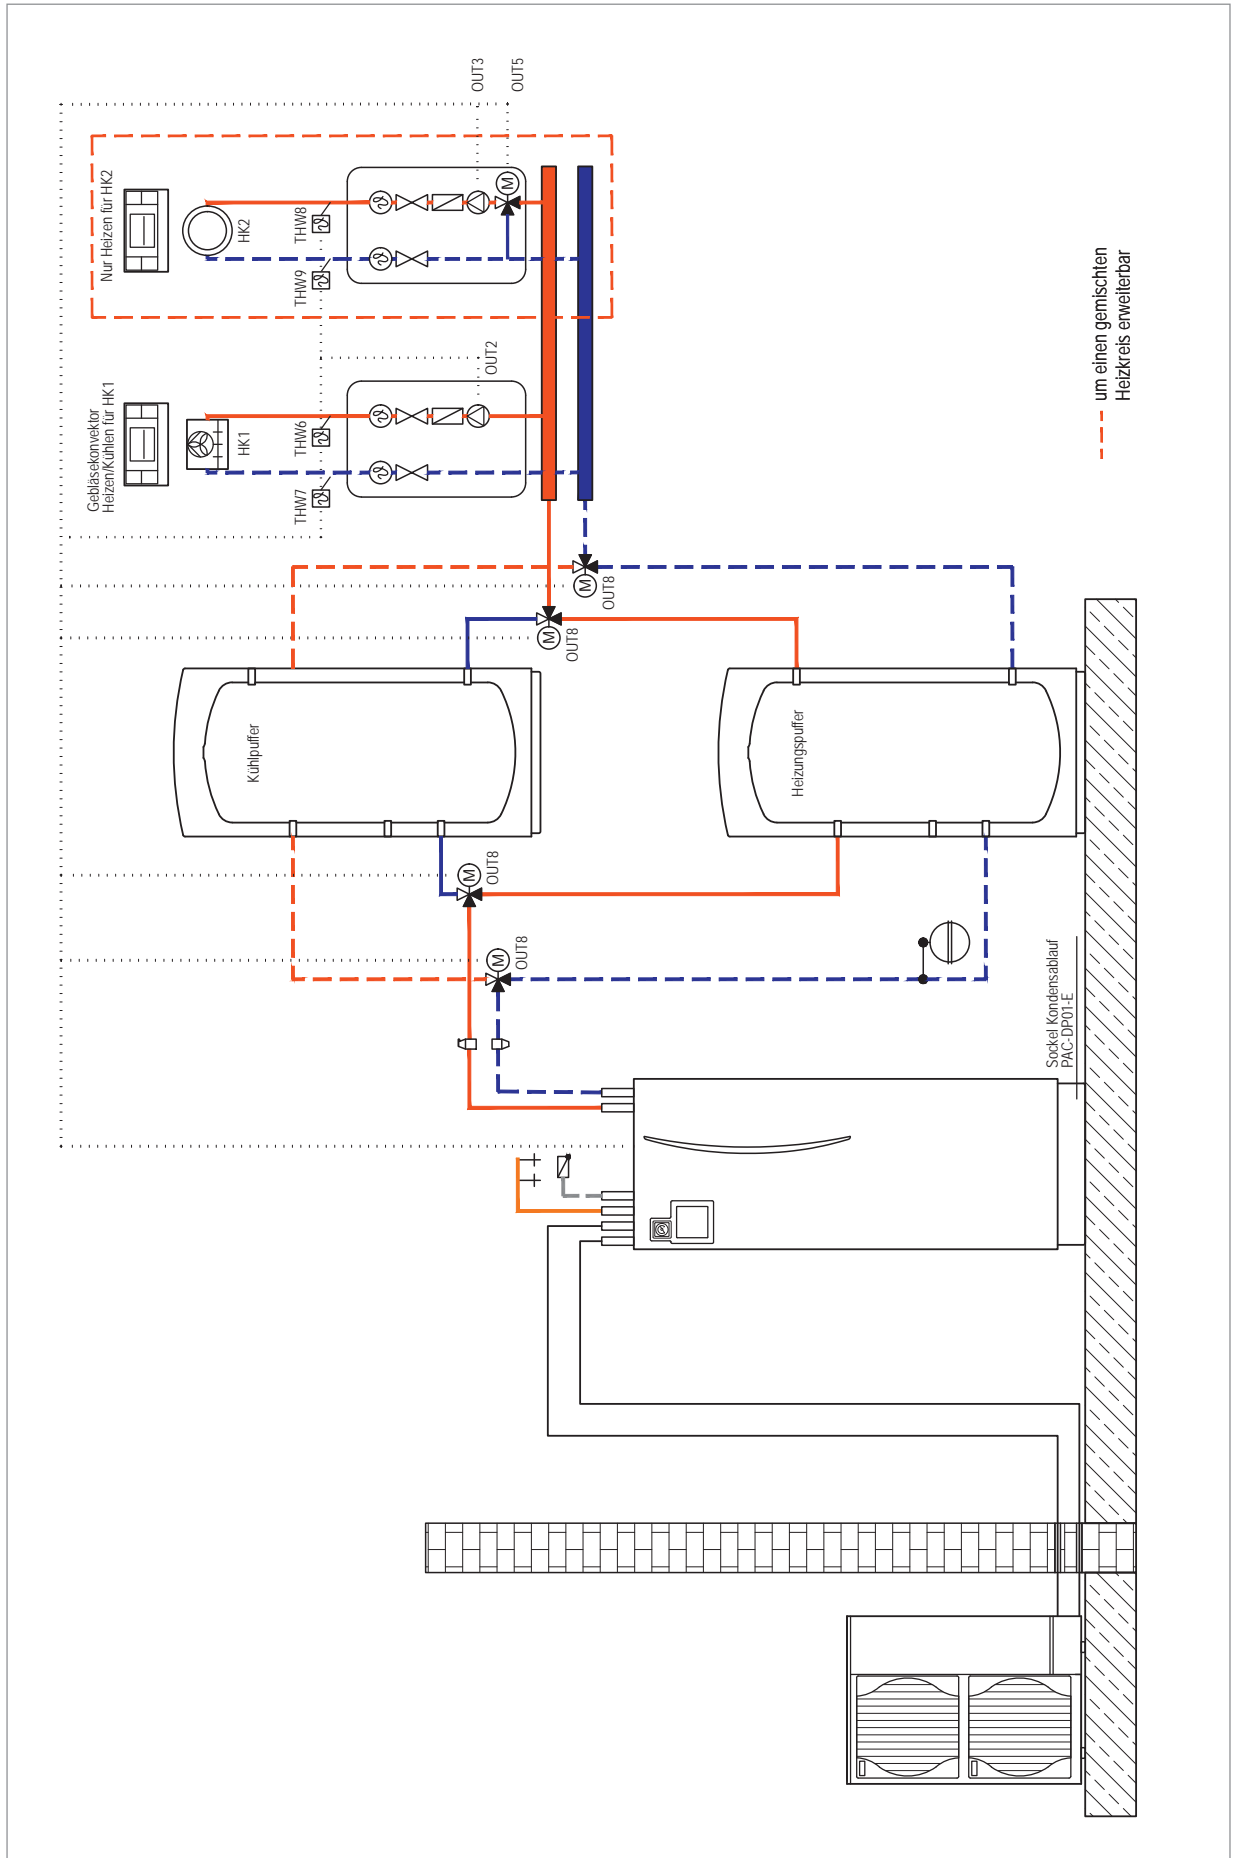 OUT3
OUT5
Nur Heizen für HK2
HK2
THW8
THW9
OUT2
Gebläsekonvektor
Heizen/Kühlen für HK1
HK1
THW6
THW7
M
M
OUT8
M
OUT8
Kühlpuffer
Heizungspuffer
M
OUT8
M
OUT8
Sockel Kondensablauf
PAC-DP01-E
um einen gemischten
Heizkreis erweiterbar